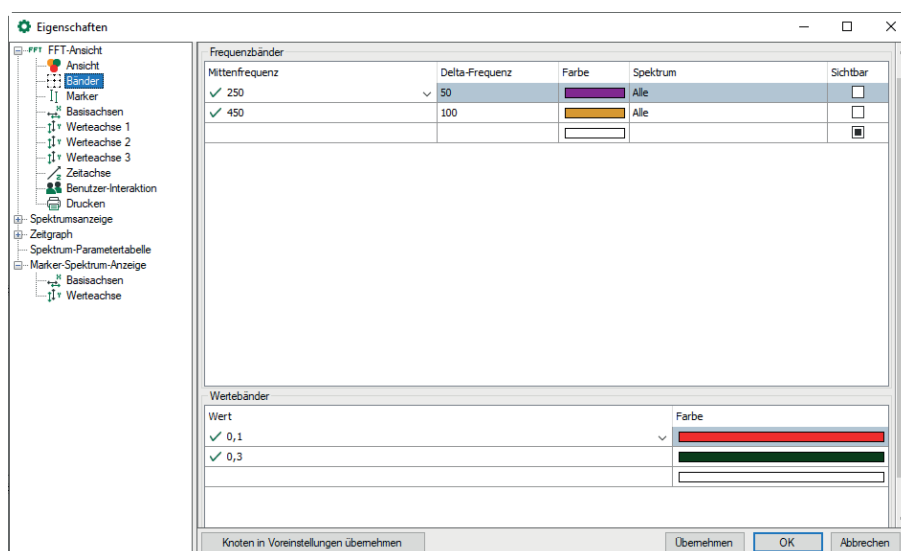 Eigenschaften
FFT FFT-Ansicht
Ansicht
Bänder
Marker
Basisachsen
Werteachse 1
Werteachse 2
Werteachse 3
Zeitachse
Benutzer-Interaktion
Drucken
Spektrumsanzeige
Zeitgraph
Spektrum-Parametertabelle
Marker-Spektrum-Anzeige
Basisachsen
Werteachse
Frequenzbänder
Mittenfrequenz Delta-Frequenz Farbe Spektrum Sichtbar
250 50 Alle
450 100 Alle
Wertebänder
Wert Farbe
0,1
0,3
Knoten in Voreinstellungen übernehmen Übernehmen OK Abbrechen